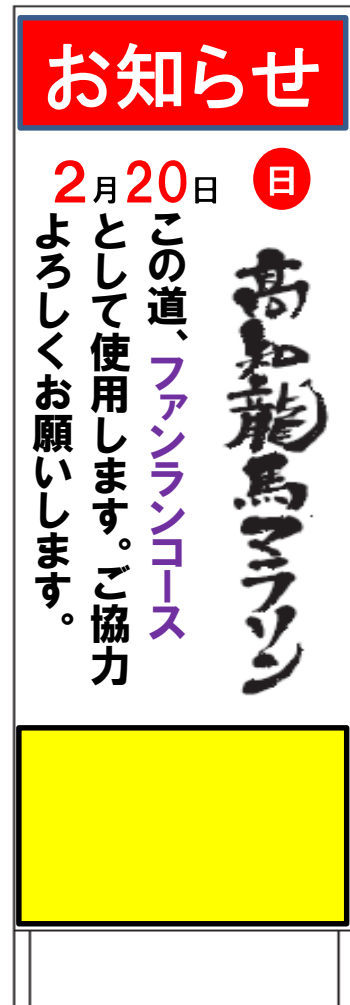 お知らせ
2月20日 日
高知龍馬マラソン
この道、ファンランコース
として使用します。ご協力
よろしくお願いします。